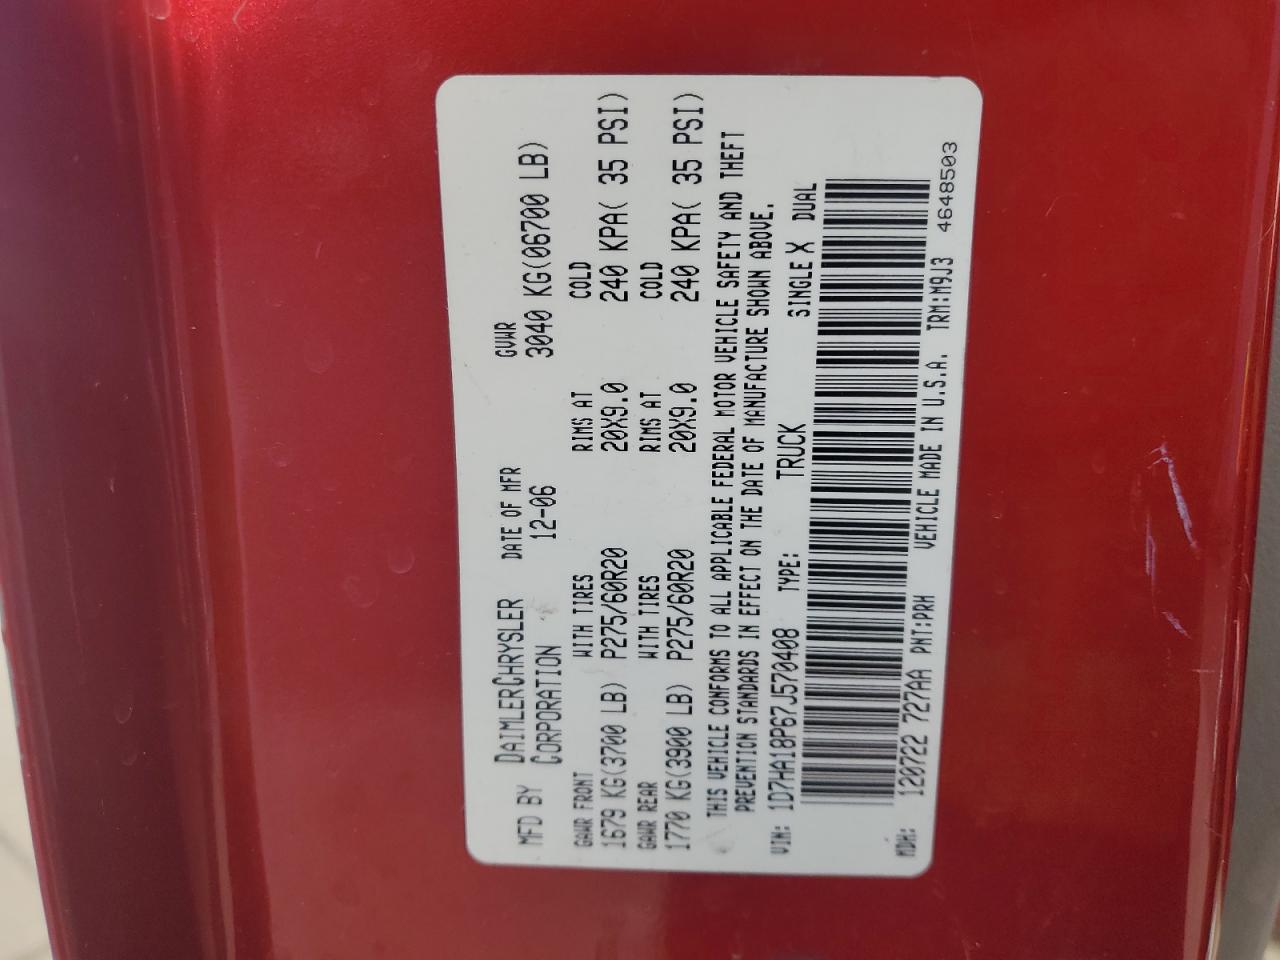 MFD BY DAIMLERCHRYSLER CORPORATION DATE OF MFR 12-06 GVWR 3040 KG(06700 LB)
GAWR FRONT WITH TIRES RIMS AT COLD
1679 KG(3700 LB) P275/60R20 20X9.0 240 KPA( 35 PSI)
GAWR REAR WITH TIRES RIMS AT COLD
1770 KG(3900 LB) P275/60R20 20X9.0 240 KPA( 35 PSI)
THIS VEHICLE CONFORMS TO ALL APPLICABLE FEDERAL MOTOR VEHICLE SAFETY AND THEFT
PREVENTION STANDARDS IN EFFECT ON THE DATE OF MANUFACTURE SHOWN ABOVE.
VIN: 1D7HA18P67J570408 TYPE: TRUCK SINGLE X DUAL
MDH: 120722 727AA PNT:PRH VEHICLE MADE IN U.S.A. TRM:M9J3 4648503